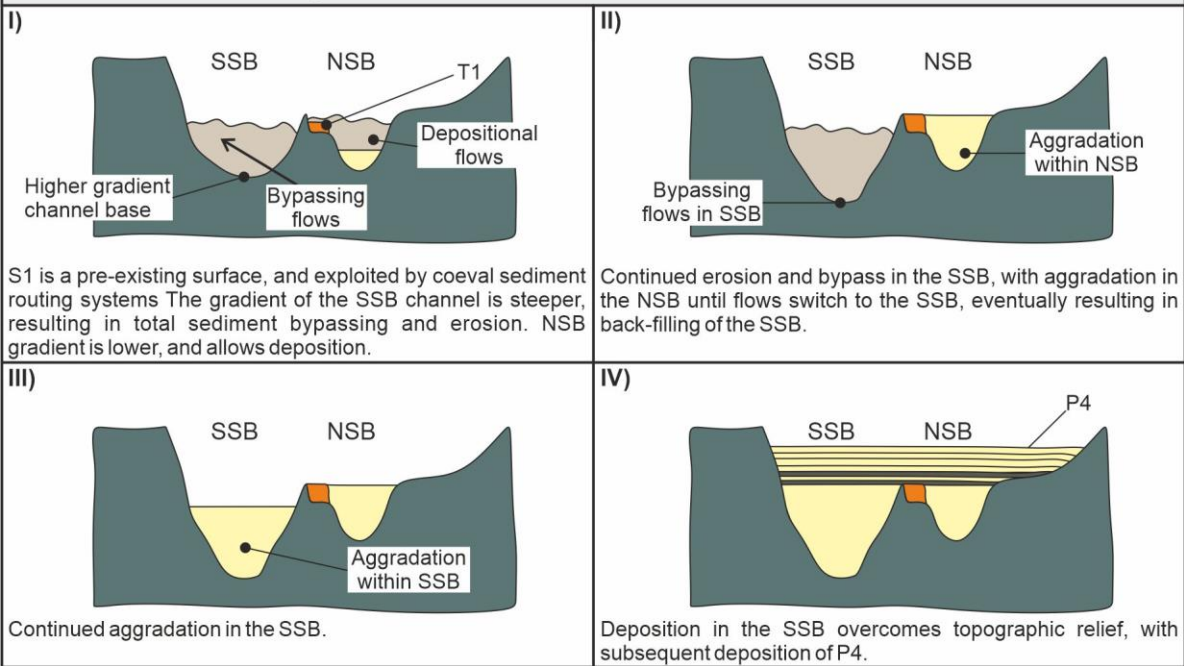 I)
SSB
NSB
T1
Depositional
flows
Higher gradient
channel base
Bypassing
flows
S1 is a pre-existing surface, and exploited by coeval sediment
routing systems The gradient of the SSB channel is steeper,
resulting in total sediment bypassing and erosion. NSB
gradient is lower, and allows deposition.
II)
SSB
NSB
Aggradation
within NSB
Bypassing
flows in SSB
Continued erosion and bypass in the SSB, with aggradation in
the NSB until flows switch to the SSB, eventually resulting in
back-filling of the SSB.
III)
SSB
NSB
Aggradation
within SSB
Continued aggradation in the SSB.
IV)
P4
SSB
NSB
Deposition in the SSB overcomes topographic relief, with
subsequent deposition of P4.